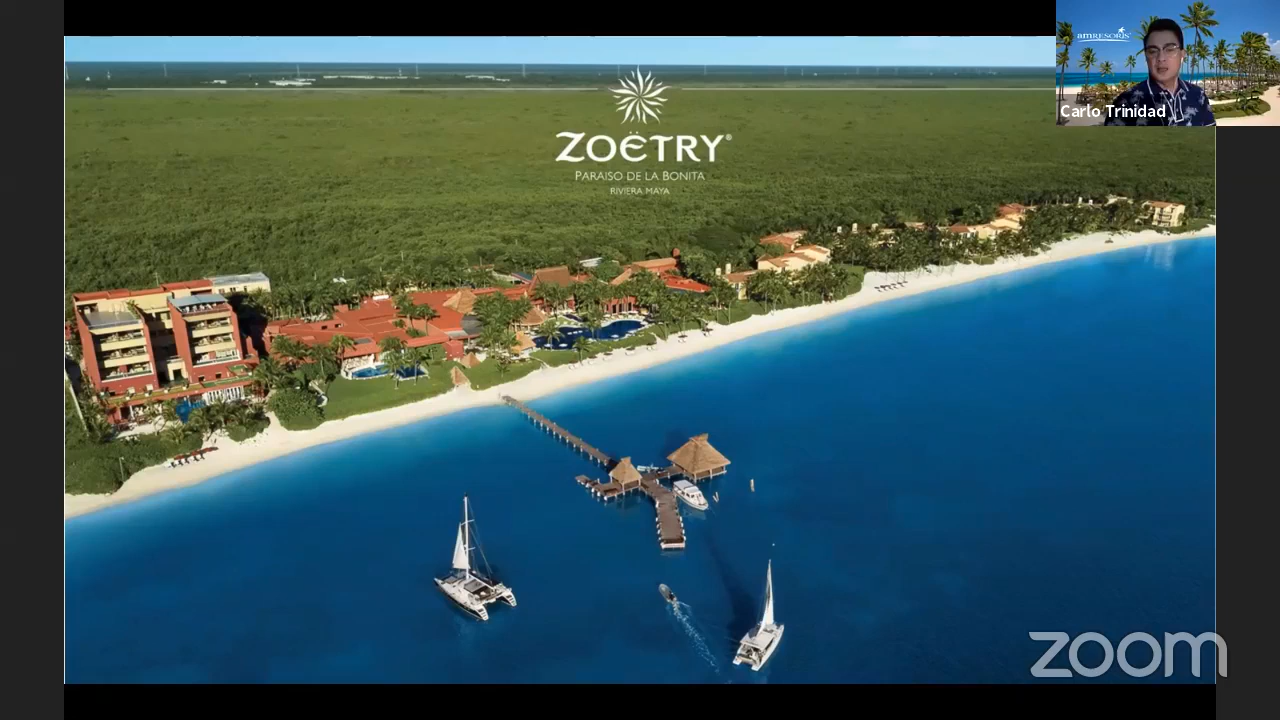 AMRESORTS
Carlo Trinidad
ZOËTRY®
PARAISO DE LA BONITA
RIVIERA MAYA
zoom